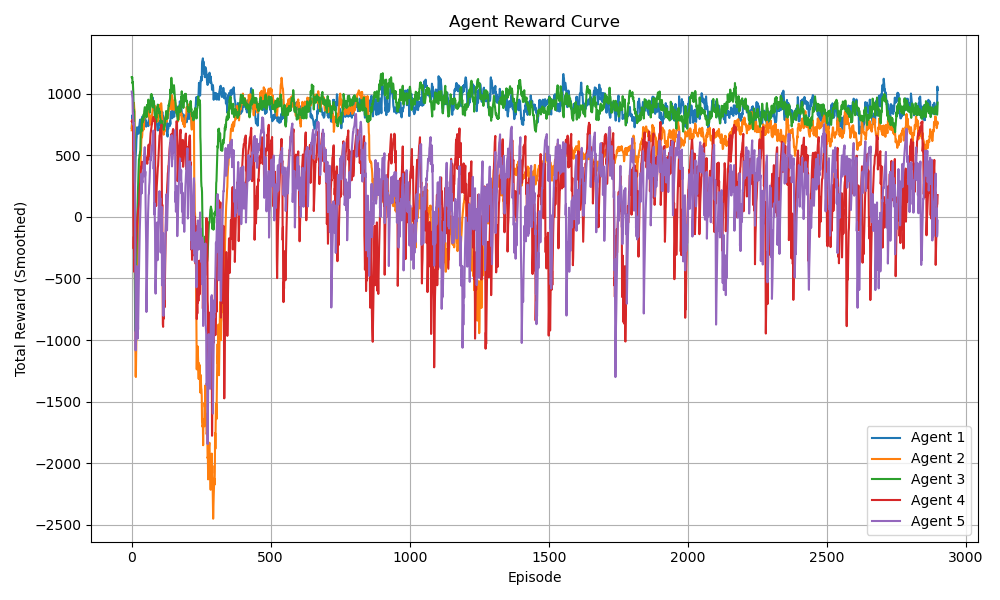 Agent Reward Curve
Total Reward (Smoothed)
1000
500
0
−500
−1000
−1500
−2000
−2500
0
500
1000
1500
2000
2500
3000
Episode
Agent 1
Agent 2
Agent 3
Agent 4
Agent 5